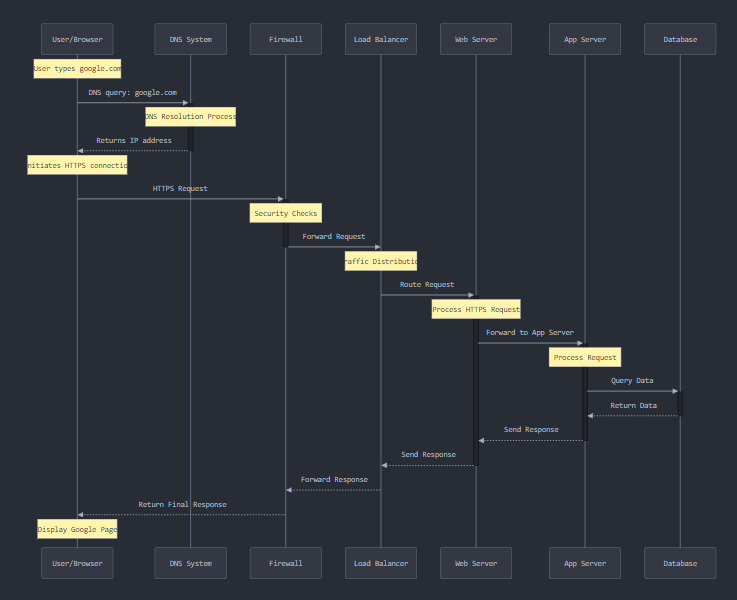 User/Browser DNS System Firewall Load Balancer Web Server App Server Database
User types google.com
DNS query: google.com
DNS Resolution Process
Returns IP address
nitiates HTTPS connectio
HTTPS Request
Security Checks
Forward Request
raffic Distributio
Route Request
Process HTTPS Request
Forward to App Server
Process Request
Query Data
Return Data
Send Response
Send Response
Forward Response
Return Final Response
Display Google Page
User/Browser DNS System Firewall Load Balancer Web Server App Server Database